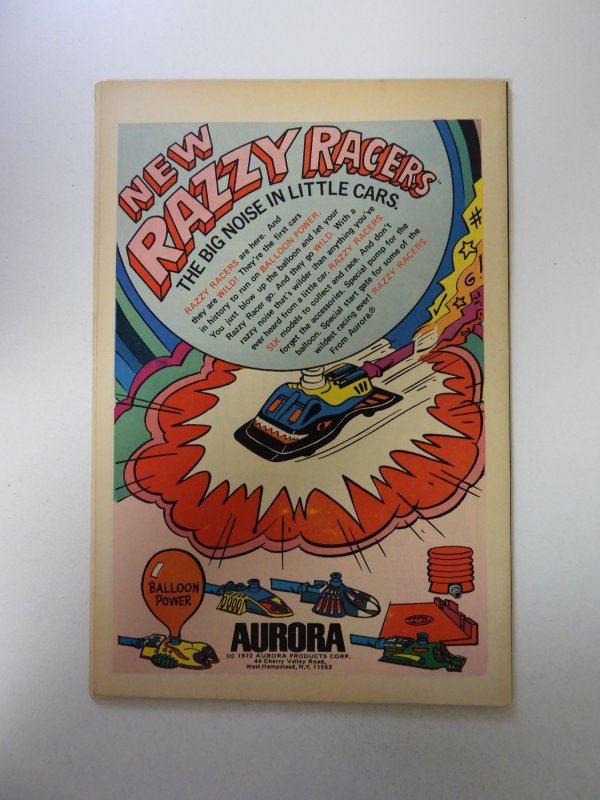 NEW
RAZZY RACERS™
THE BIG NOISE IN LITTLE CARS.
RAZZY RACERS are here. And
they are WILD! They're the first cars
in history to run on BALLOON POWER.
You just blow up the balloon and let your
Razzy Racer go. And they go WILD. With a
razzy noise that's wilder than anything you've
ever heard from a little car. RAZZY RACERS.
SIX models to collect and race. And don't
forget the accessories. Special pump for the
balloon. Special start gate for some of the
wildest racing ever! RAZZY RACERS.
From Aurora.®
BALLOON
POWER
AURORA
(c) 1972 AURORA PRODUCTS CORP.
44 Cherry Valley Road,
West Hempstead, N.Y. 11552